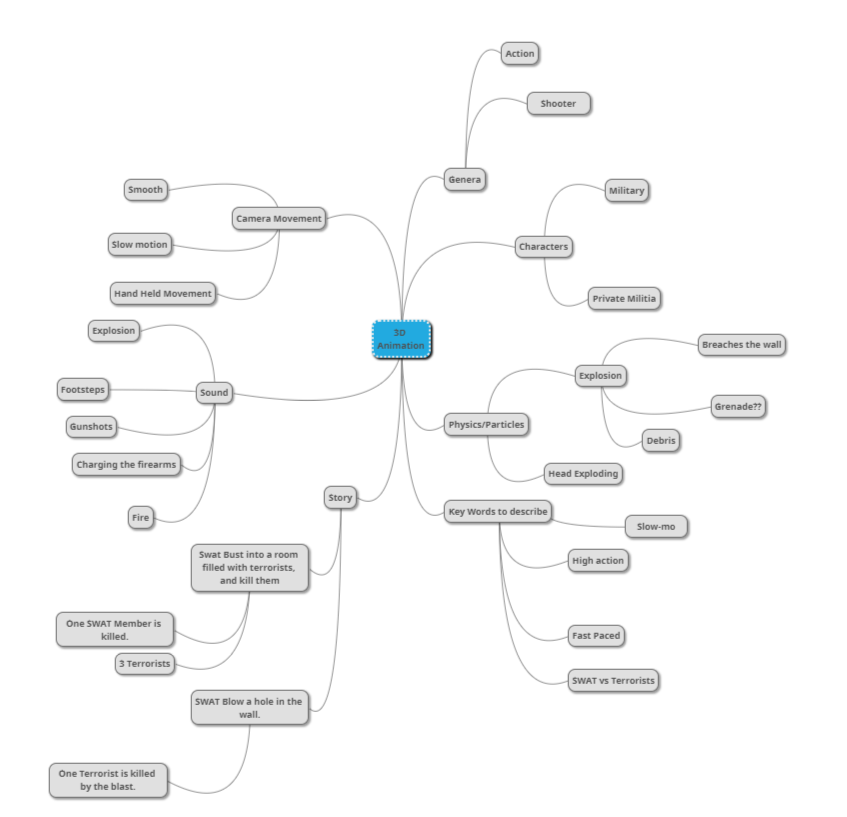 3D
Animation
Genera
Action
Shooter
Characters
Military
Private Militia
Physics/Particles
Explosion
Breaches the wall
Grenade??
Debris
Head Exploding
Key Words to describe
Slow-mo
High action
Fast Paced
SWAT vs Terrorists
Camera Movement
Smooth
Slow motion
Hand Held Movement
Sound
Explosion
Footsteps
Gunshots
Charging the firearms
Fire
Story
Swat Bust into a room
filled with terrorists,
and kill them
One SWAT Member is
killed.
3 Terrorists
SWAT Blow a hole in the
wall.
One Terrorist is killed
by the blast.